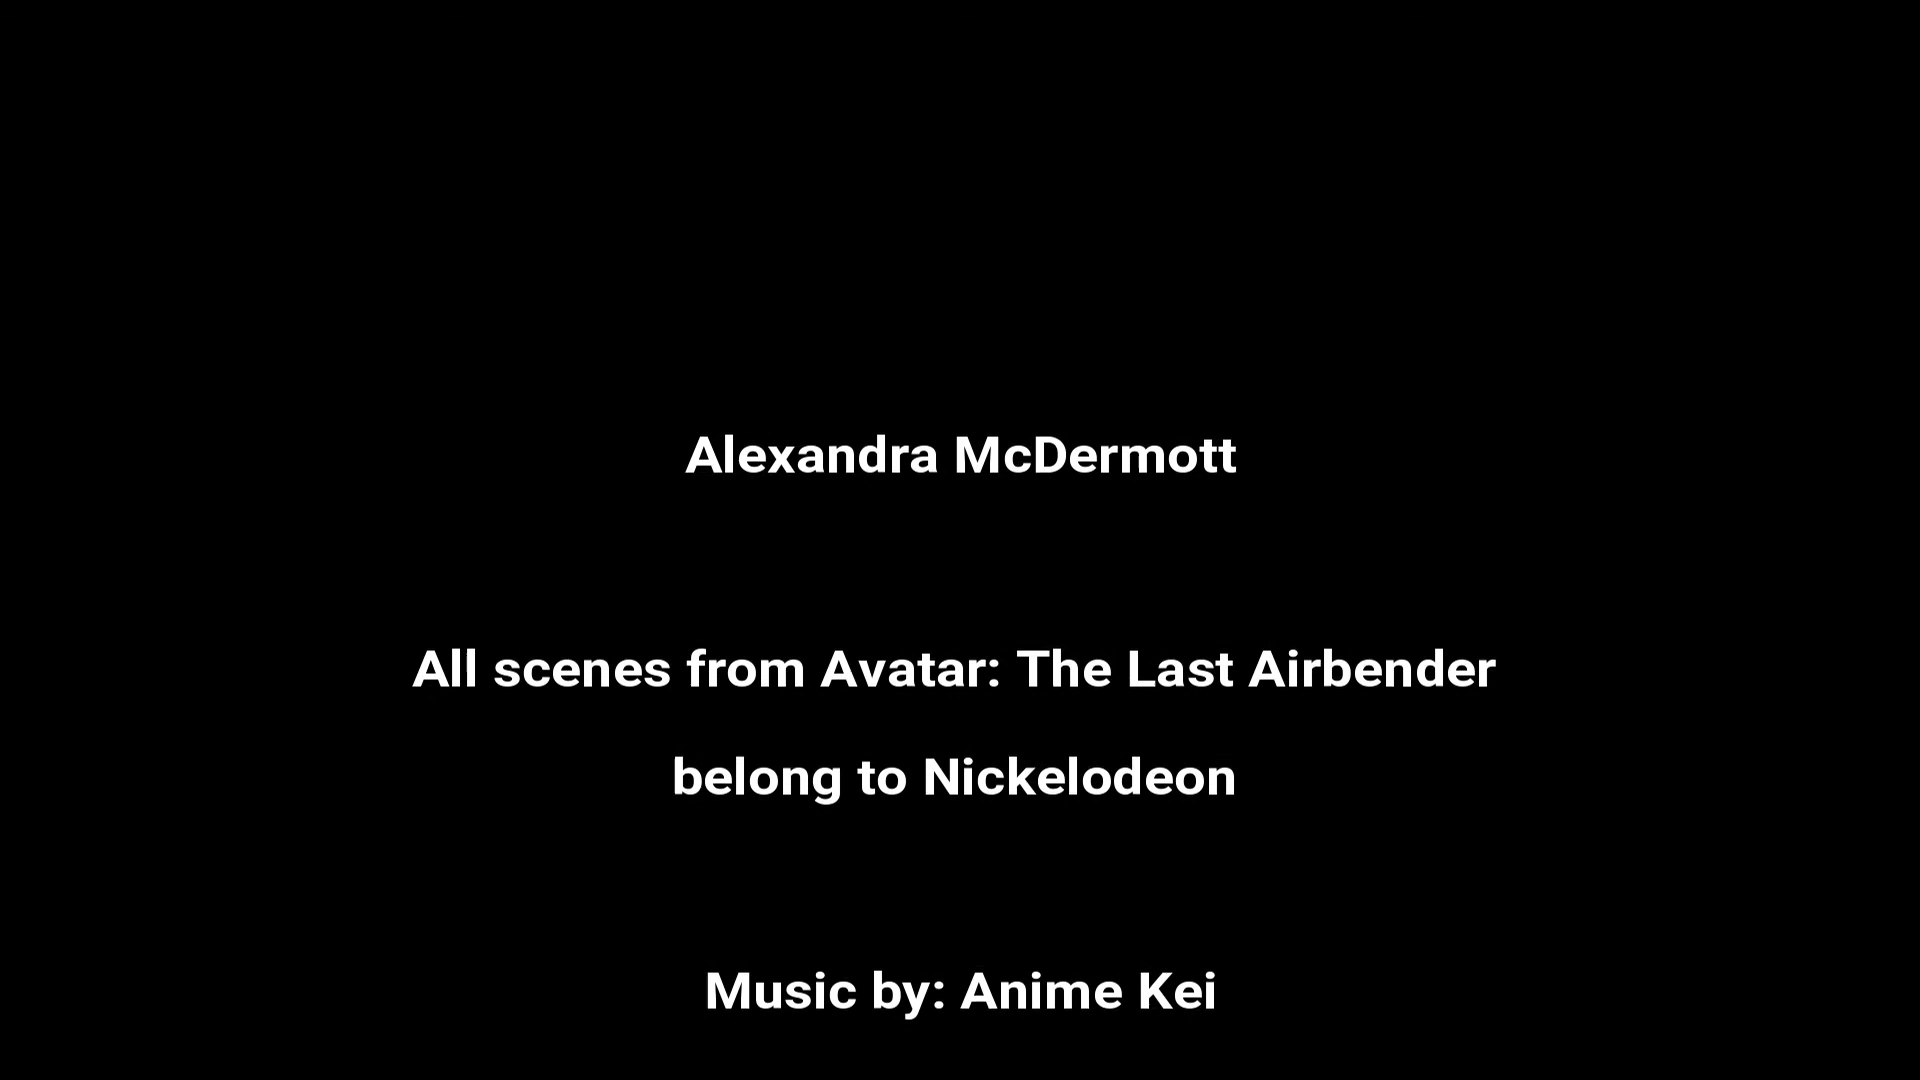 Alexandra McDermott
All scenes from Avatar: The Last Airbender
belong to Nickelodeon
Music by: Anime Kei